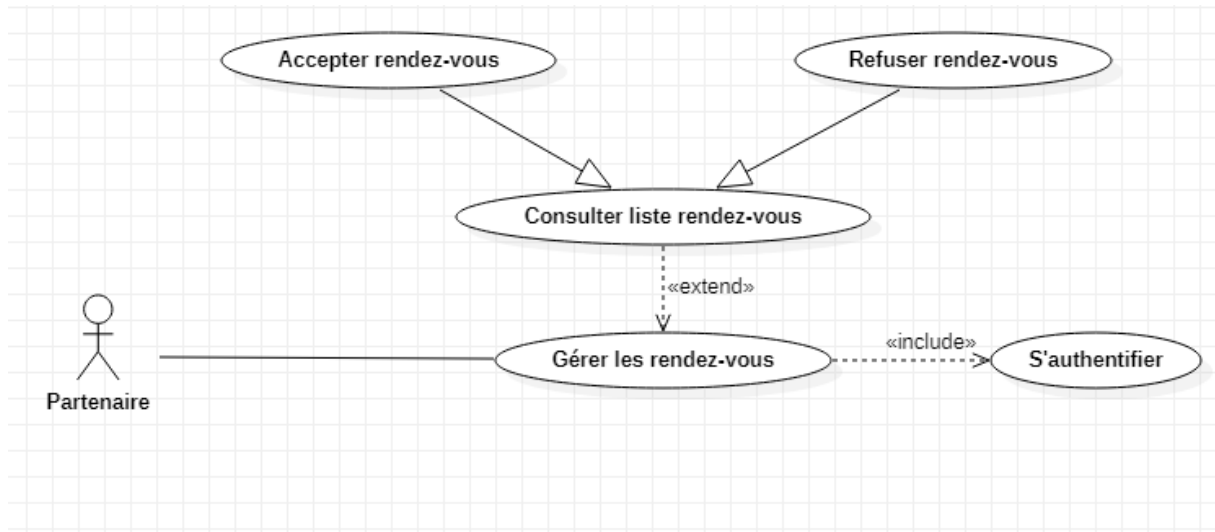 Accepter rendez-vous
Refuser rendez-vous
Consulter liste rendez-vous
«extend»
«include»
Gérer les rendez-vous
S'authentifier
Partenaire